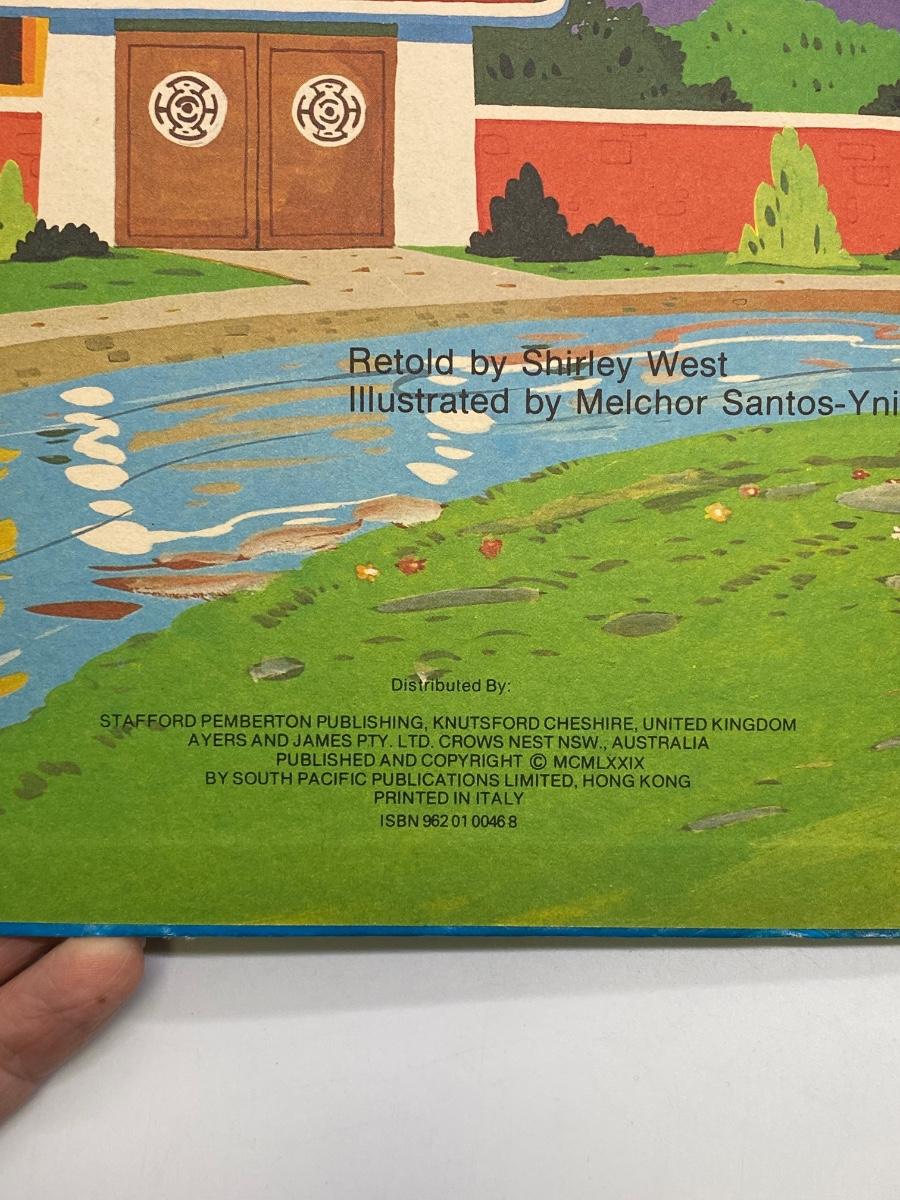 Retold by Shirley West
Illustrated by Melchor Santos-Yni
Distributed By:
STAFFORD PEMBERTON PUBLISHING, KNUTSFORD CHESHIRE, UNITED KINGDOM
AYERS AND JAMES PTY. LTD. CROWS NEST NSW., AUSTRALIA
PUBLISHED AND COPYRIGHT © MCMLXXIX
BY SOUTH PACIFIC PUBLICATIONS LIMITED, HONG KONG
PRINTED IN ITALY
ISBN 962 01 0046 8